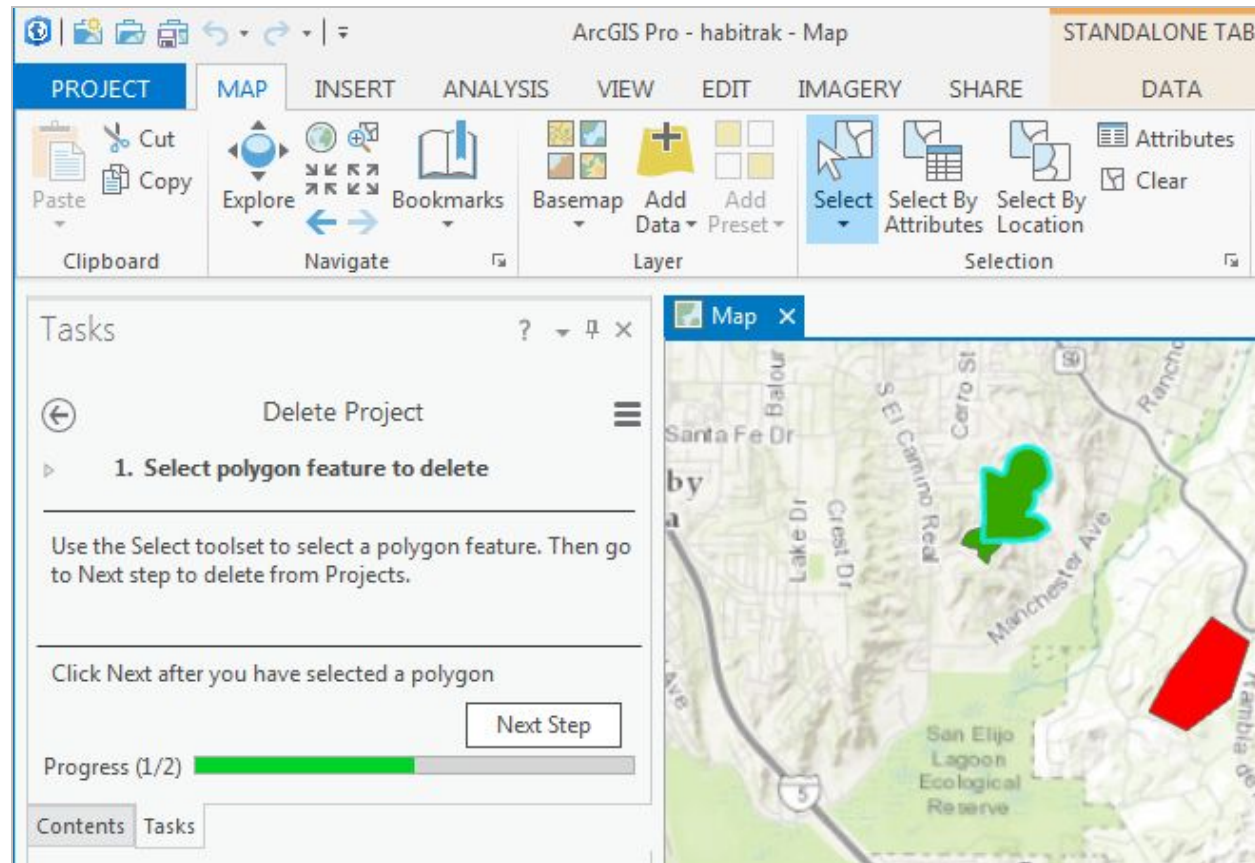 ArcGIS Pro - habitrak - Map
STANDALONE TAB
PROJECT MAP INSERT ANALYSIS VIEW EDIT IMAGERY SHARE DATA
Paste
Cut
Copy
Clipboard
Explore
Bookmarks
Navigate
Basemap
Add
Data
Add
Preset
Layer
Select
Select By
Attributes
Select By
Location
Attributes
Clear
Selection
Tasks
?
Delete Project
1. Select polygon feature to delete
Use the Select toolset to select a polygon feature. Then go
to Next step to delete from Projects.
Click Next after you have selected a polygon
Next Step
Progress (1/2)
Contents Tasks
Map
Balour
Santa Fe Dr
S El Camino Real
Cerro St
Rancho
by
a
Lake Dr
Crest Dr
Manchester Ave
Ave
San Elijo
Lagoon
Ecological
Reserve
5
Rambla de